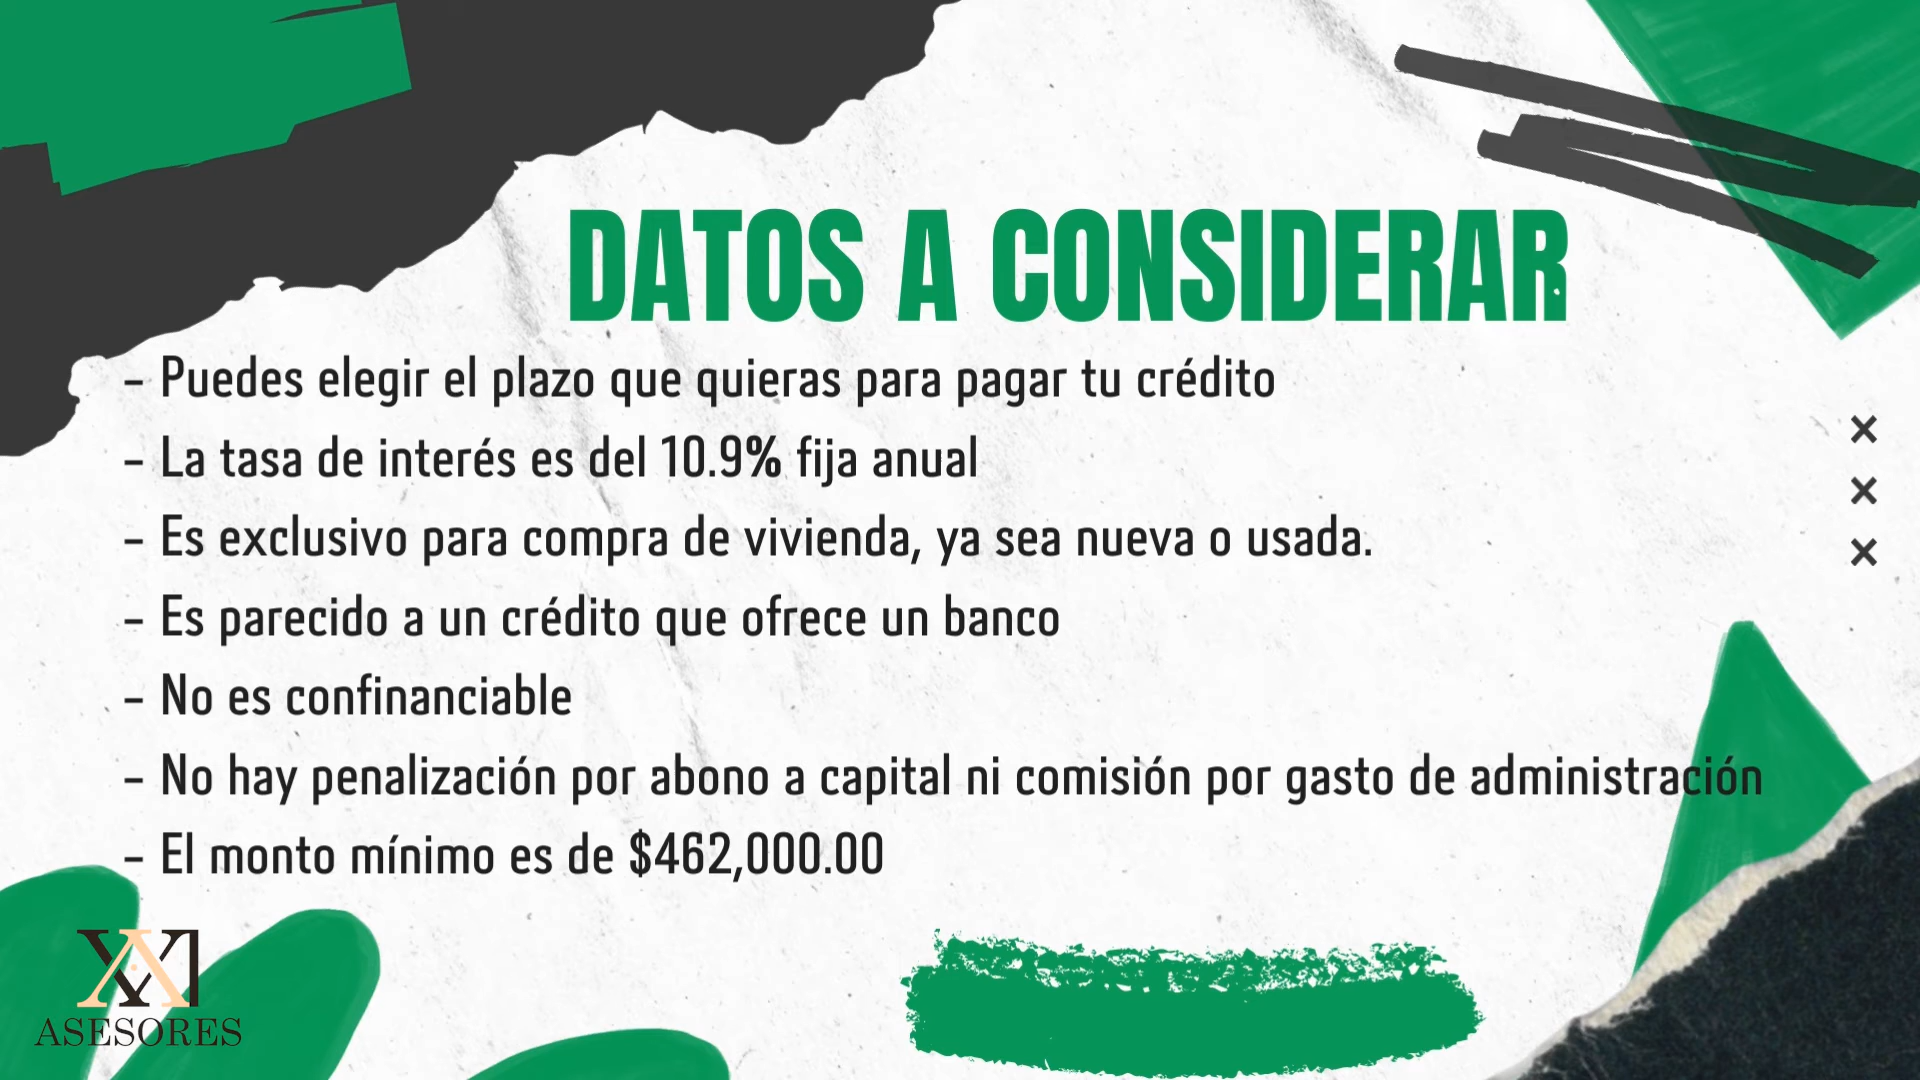 DATOS A CONSIDERAR
- Puedes elegir el plazo que quieras para pagar tu crédito
- La tasa de interés es del 10.9% fija anual
- Es exclusivo para compra de vivienda, ya sea nueva o usada.
- Es parecido a un crédito que ofrece un banco
- No es confinanciable
- No hay penalización por abono a capital ni comisión por gasto de administración
- El monto mínimo es de $462,000.00
ASESORES